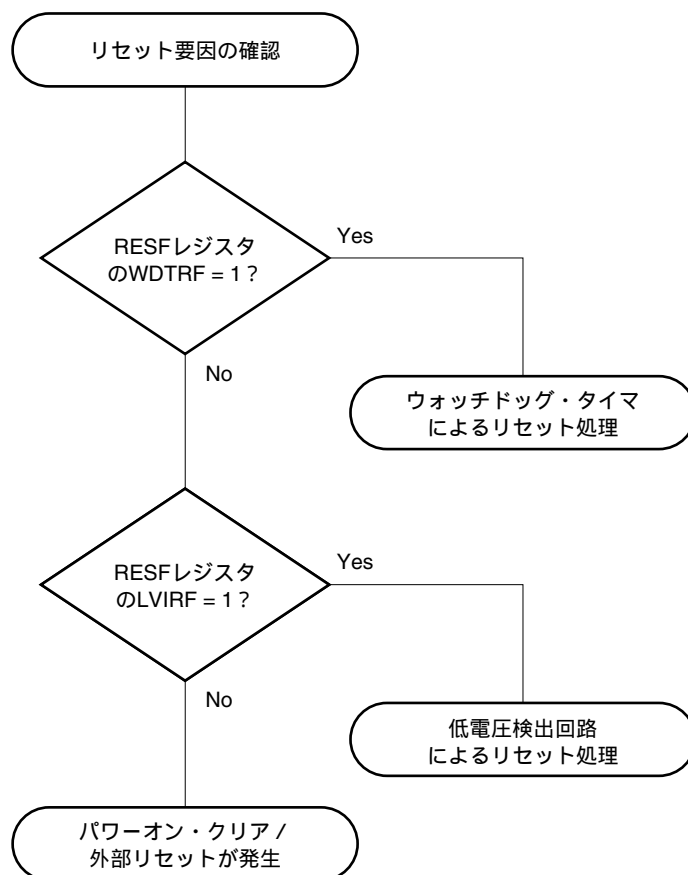 リセット要因の確認
RESFレジスタ
のWDTRF = 1？
Yes
No
ウォッチドッグ・タイマ
によるリセット処理
RESFレジスタ
のLVIRF = 1？
Yes
No
低電圧検出回路
によるリセット処理
パワーオン・クリア /
外部リセットが発生